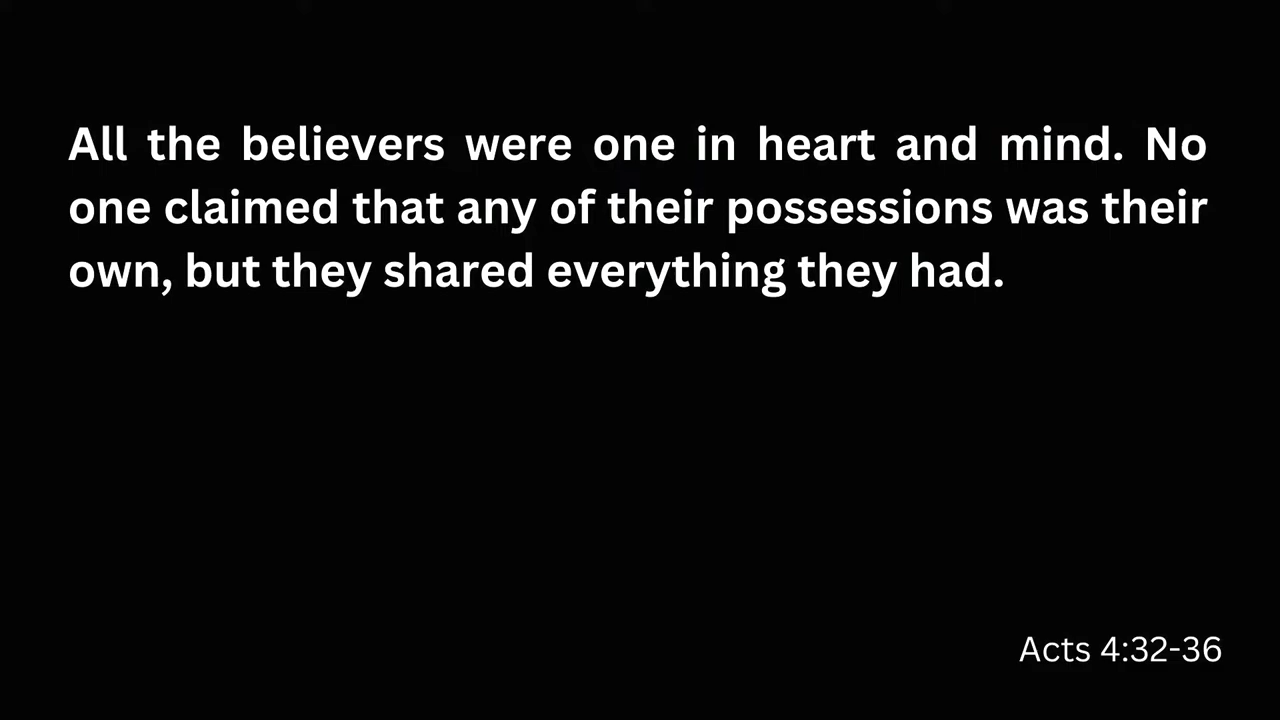 All the believers were one in heart and mind. No
one claimed that any of their possessions was their
own, but they shared everything they had.
Acts 4:32-36